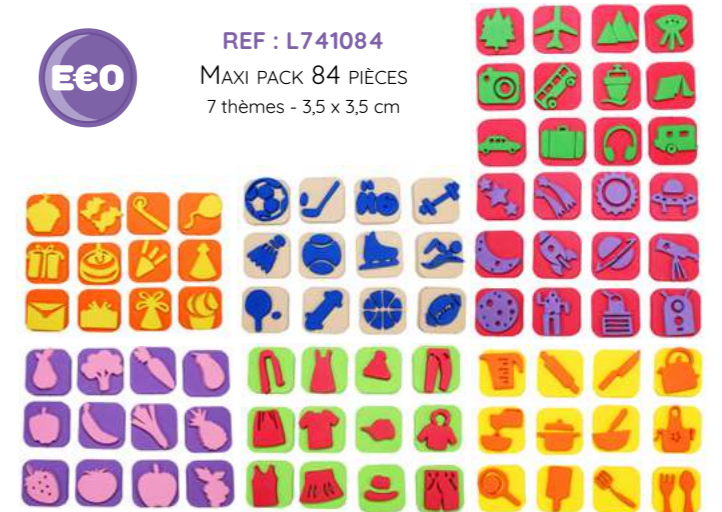 E€O
REF : L741084
MAXI PACK 84 PIÈCES
7 thèmes - 3,5 x 3,5 cm